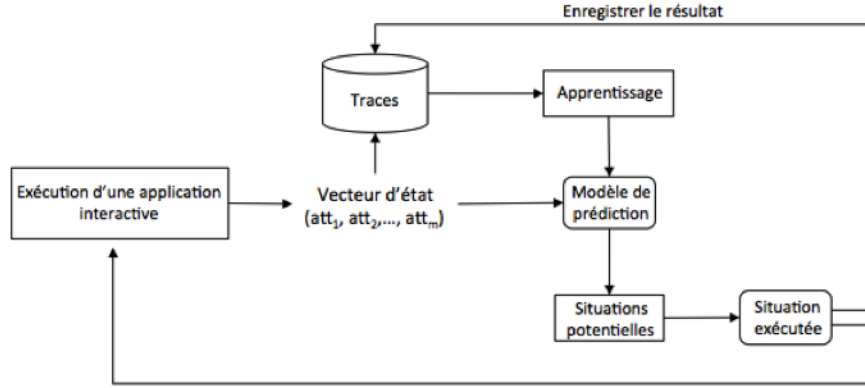 Enregistrer le résultat
Traces
Apprentissage
Exécution d'une application
interactive
Vecteur d'état
(att₁, att₂,..., attₘ)
Modèle de
prédiction
Situations
potentielles
Situation
exécutée